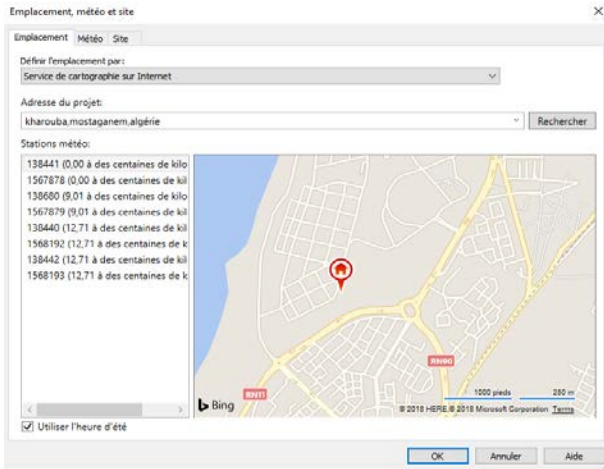 Emplacement, météo et site
Emplacement Météo Site
Définir l'emplacement par:
Service de cartographie sur Internet
Adresse du projet:
kharouba,mostaganem,algérie
Rechercher
Stations météo:
138441 (0,00 à des centaines de kilo
1567878 (0,00 à des centaines de kil
138680 (9,01 à des centaines de kilo
1567879 (9,01 à des centaines de kil
138440 (12,71 à des centaines de kil
1568192 (12,71 à des centaines de k
138442 (12,71 à des centaines de kil
1568193 (12,71 à des centaines de k
RN90
RN11
1000 pieds 250 m
Bing
© 2018 HERE, © 2018 Microsoft Corporation Terms
Utiliser l'heure d'été
OK Annuler Aide